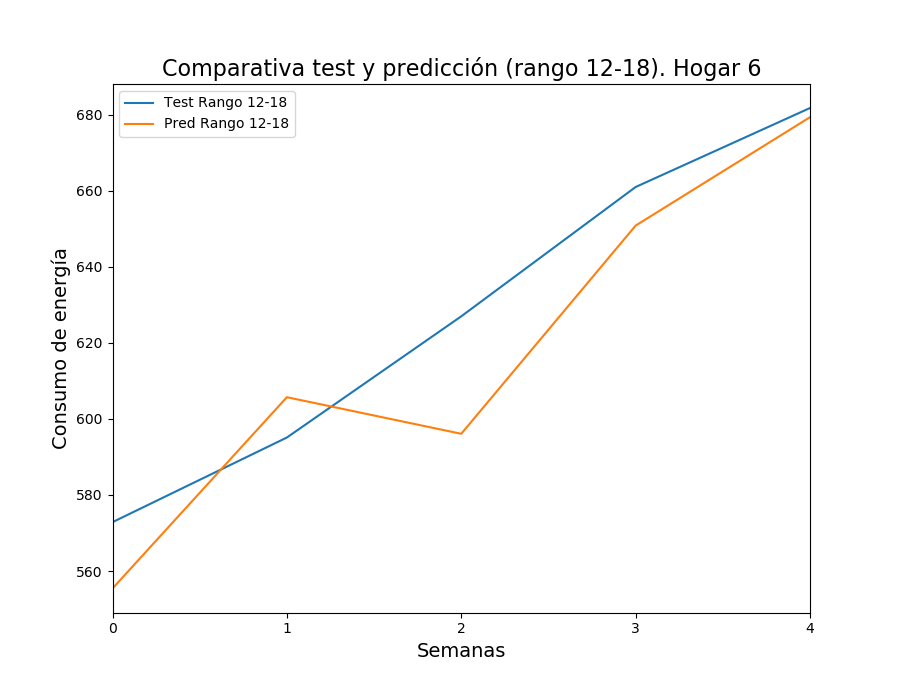 Comparativa test y predicción (rango 12-18). Hogar 6
Test Rango 12-18
Pred Rango 12-18
Consumo de energía
680
660
640
620
600
580
560
0 1 2 3 4
Semanas